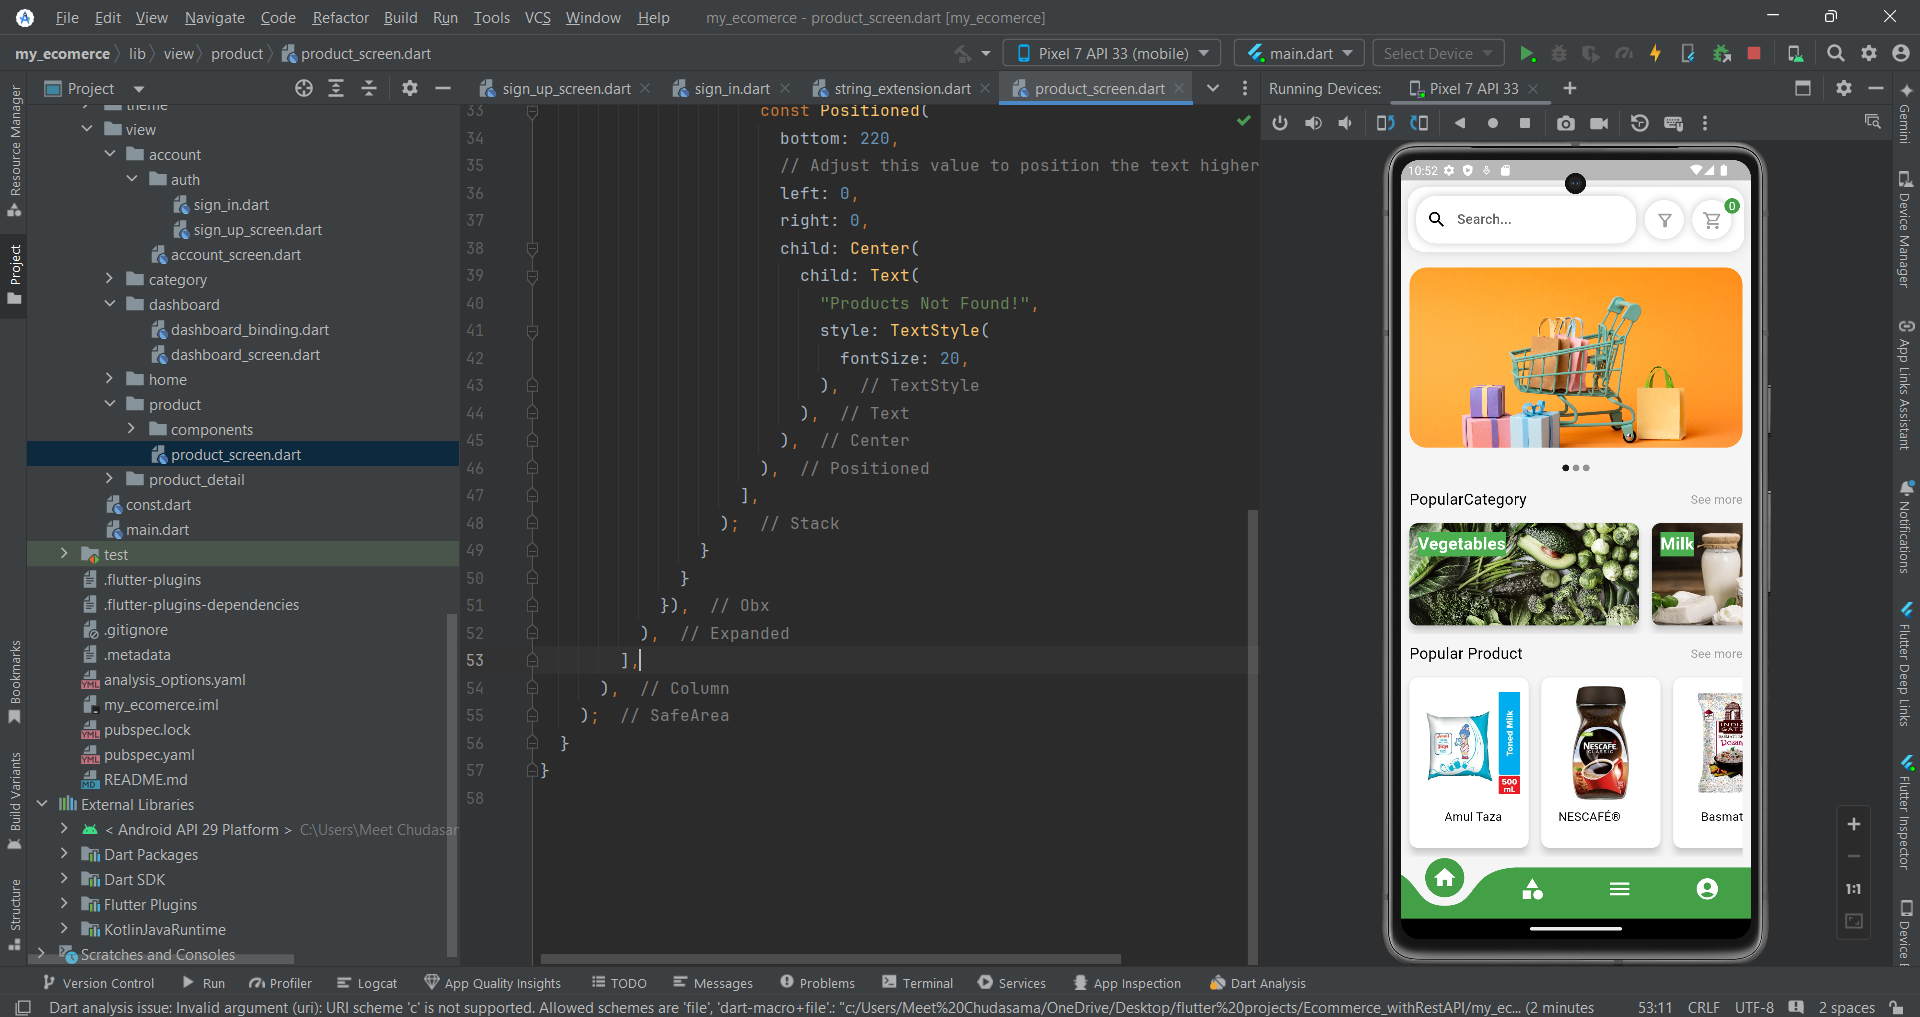 File Edit View Navigate Code Refactor Build Run Tools VCS Window Help my_ecomerce - product_screen.dart [my_ecomerce]
my_ecomerce lib view product product_screen.dart Pixel 7 API 33 (mobile) main.dart Select Device
Project sign_up_screen.dart sign_in.dart string_extension.dart product_screen.dart Running Devices: Pixel 7 API 33
Resource Manager
Project
Bookmarks
Build Variants
Structure
theme
view
account
auth
sign_in.dart
sign_up_screen.dart
account_screen.dart
category
dashboard
dashboard_binding.dart
dashboard_screen.dart
home
product
components
product_screen.dart
product_detail
const.dart
main.dart
test
.flutter-plugins
.flutter-plugins-dependencies
.gitignore
.metadata
analysis_options.yaml
my_ecomerce.iml
pubspec.lock
pubspec.yaml
README.md
External Libraries
< Android API 29 Platform > C:\Users\Meet Chudasar
Dart Packages
Dart SDK
Flutter Plugins
KotlinJavaRuntime
Scratches and Consoles
33 const Positioned(
34 bottom: 220,
35 // Adjust this value to position the text higher
36 left: 0,
37 right: 0,
38 child: Center(
39 child: Text(
40 "Products Not Found!",
41 style: TextStyle(
42 fontSize: 20,
43 ), // TextStyle
44 ), // Text
45 ), // Center
46 ), // Positioned
47 ],
48 ); // Stack
49 }
50 }
51 }), // Obx
52 ), // Expanded
53 ],
54 ), // Column
55 ); // SafeArea
56 }
57 }
58
10:52
Search...
0
PopularCategory See more
Vegetables Milk
Popular Product See more
Toned Milk
500 mL
NESCAFÉ
CLASSIC
INDIA
GATE
Amul Taza NESCAFÉ® Basmat
1:1
Gemini
Device Manager
App Links Assistant
Notifications
Flutter Deep Links
Flutter Inspector
Device E
Version Control Run Profiler Logcat App Quality Insights TODO Messages Problems Terminal Services App Inspection Dart Analysis
Dart analysis issue: Invalid argument (uri): URI scheme 'c' is not supported. Allowed schemes are 'file', 'dart-macro+file'.: "c:/Users/Meet%20Chudasama/OneDrive/Desktop/flutter%20projects/Ecommerce_withRestAPI/my_ec... (2 minutes 53:11 CRLF UTF-8 2 spaces